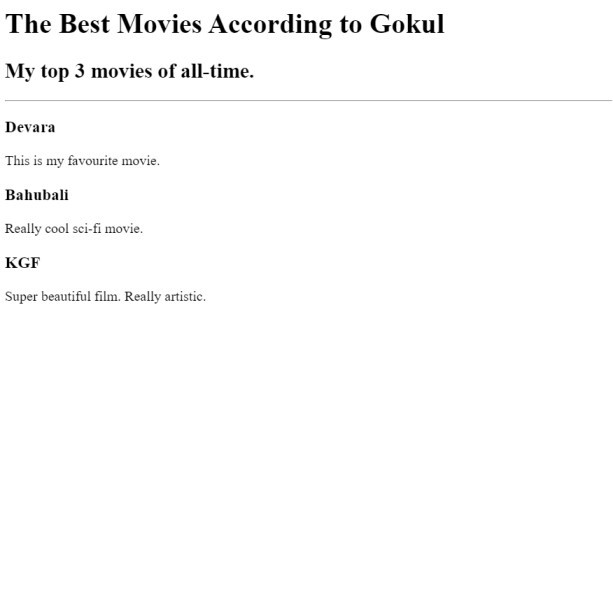 The Best Movies According to Gokul
My top 3 movies of all-time.
Devara
This is my favourite movie.
Bahubali
Really cool sci-fi movie.
KGF
Super beautiful film. Really artistic.